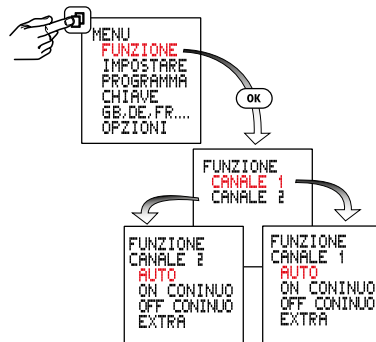 MENU
FUNZIONE
IMPOSTARE
PROGRAMMA
CHIAVE
GB,DE,FR....
OPZIONI
OK
FUNZIONE
CANALE 1
CANALE 2
FUNZIONE
CANALE 2
AUTO
ON CONINUO
OFF CONINUO
EXTRA
FUNZIONE
CANALE 1
AUTO
ON CONINUO
OFF CONINUO
EXTRA